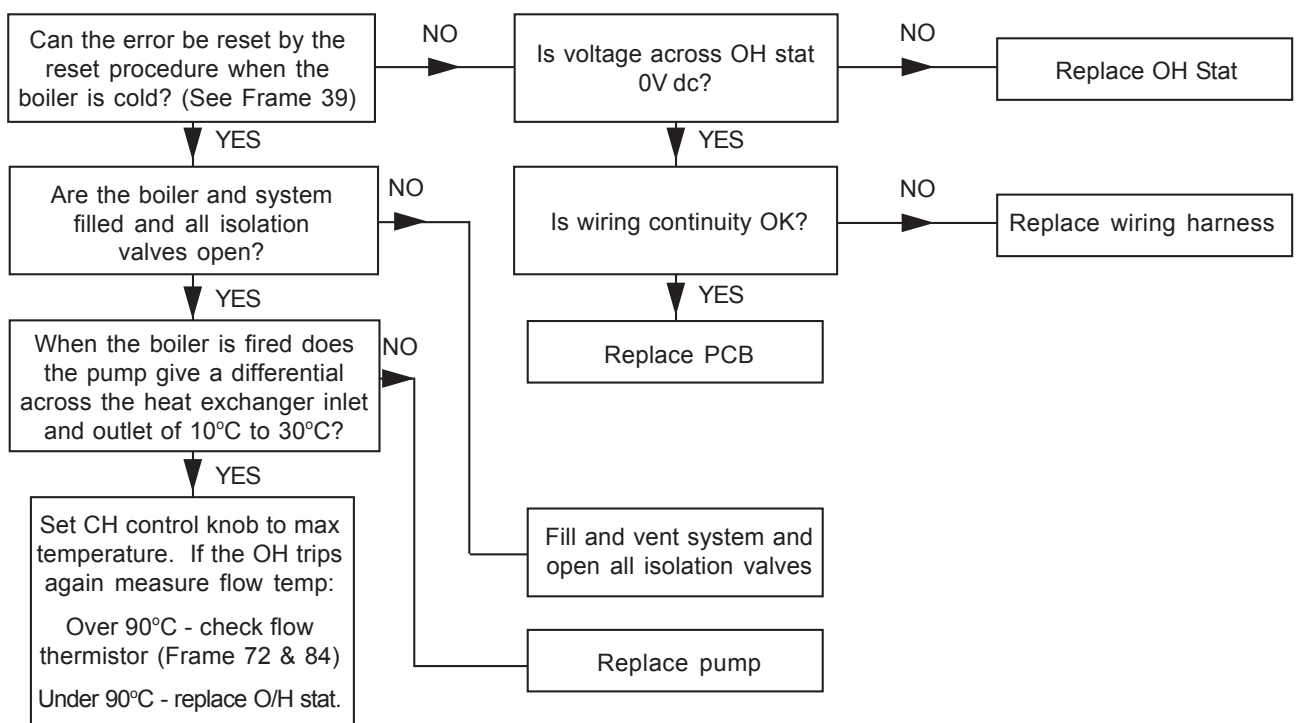 Can the error be reset by the
reset procedure when the
boiler is cold? (See Frame 39)
NO
Is voltage across OH stat
0V dc?
NO
Replace OH Stat
YES
YES
Are the boiler and system
filled and all isolation
valves open?
NO
Is wiring continuity OK?
NO
Replace wiring harness
YES
YES
When the boiler is fired does
the pump give a differential
across the heat exchanger inlet
and outlet of 10°C to 30°C?
NO
Replace PCB
YES
Set CH control knob to max
temperature. If the OH trips
again measure flow temp:
Over 90°C - check flow
thermistor (Frame 72 & 84)
Under 90°C - replace O/H stat.
Fill and vent system and
open all isolation valves
Replace pump